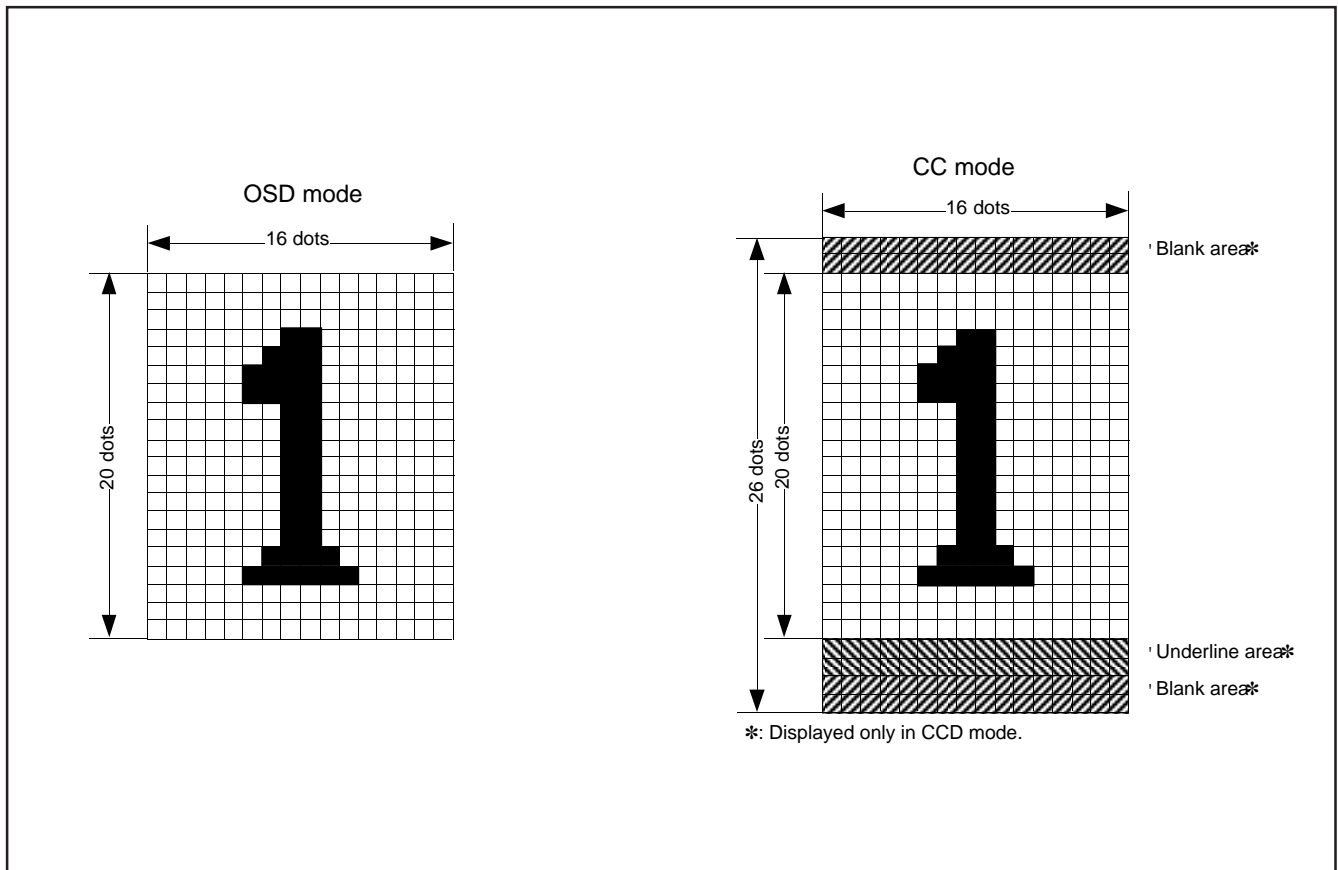 OSD mode
16 dots
20 dots
CC mode
16 dots
26 dots
20 dots
' Blank area✽
' Underline area✽
' Blank area✽
✽: Displayed only in CCD mode.